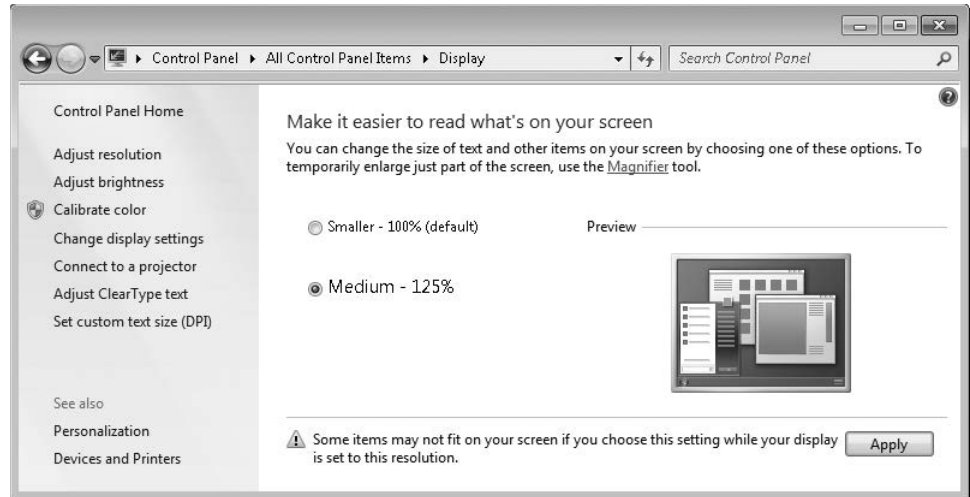 Control Panel ▸ All Control Panel Items ▸ Display
Search Control Panel
Control Panel Home
Adjust resolution
Adjust brightness
Calibrate color
Change display settings
Connect to a projector
Adjust ClearType text
Set custom text size (DPI)
See also
Personalization
Devices and Printers
Make it easier to read what's on your screen
You can change the size of text and other items on your screen by choosing one of these options. To
temporarily enlarge just part of the screen, use the Magnifier tool.
Smaller - 100% (default)
Preview
Medium - 125%
Some items may not fit on your screen if you choose this setting while your display
is set to this resolution.
Apply